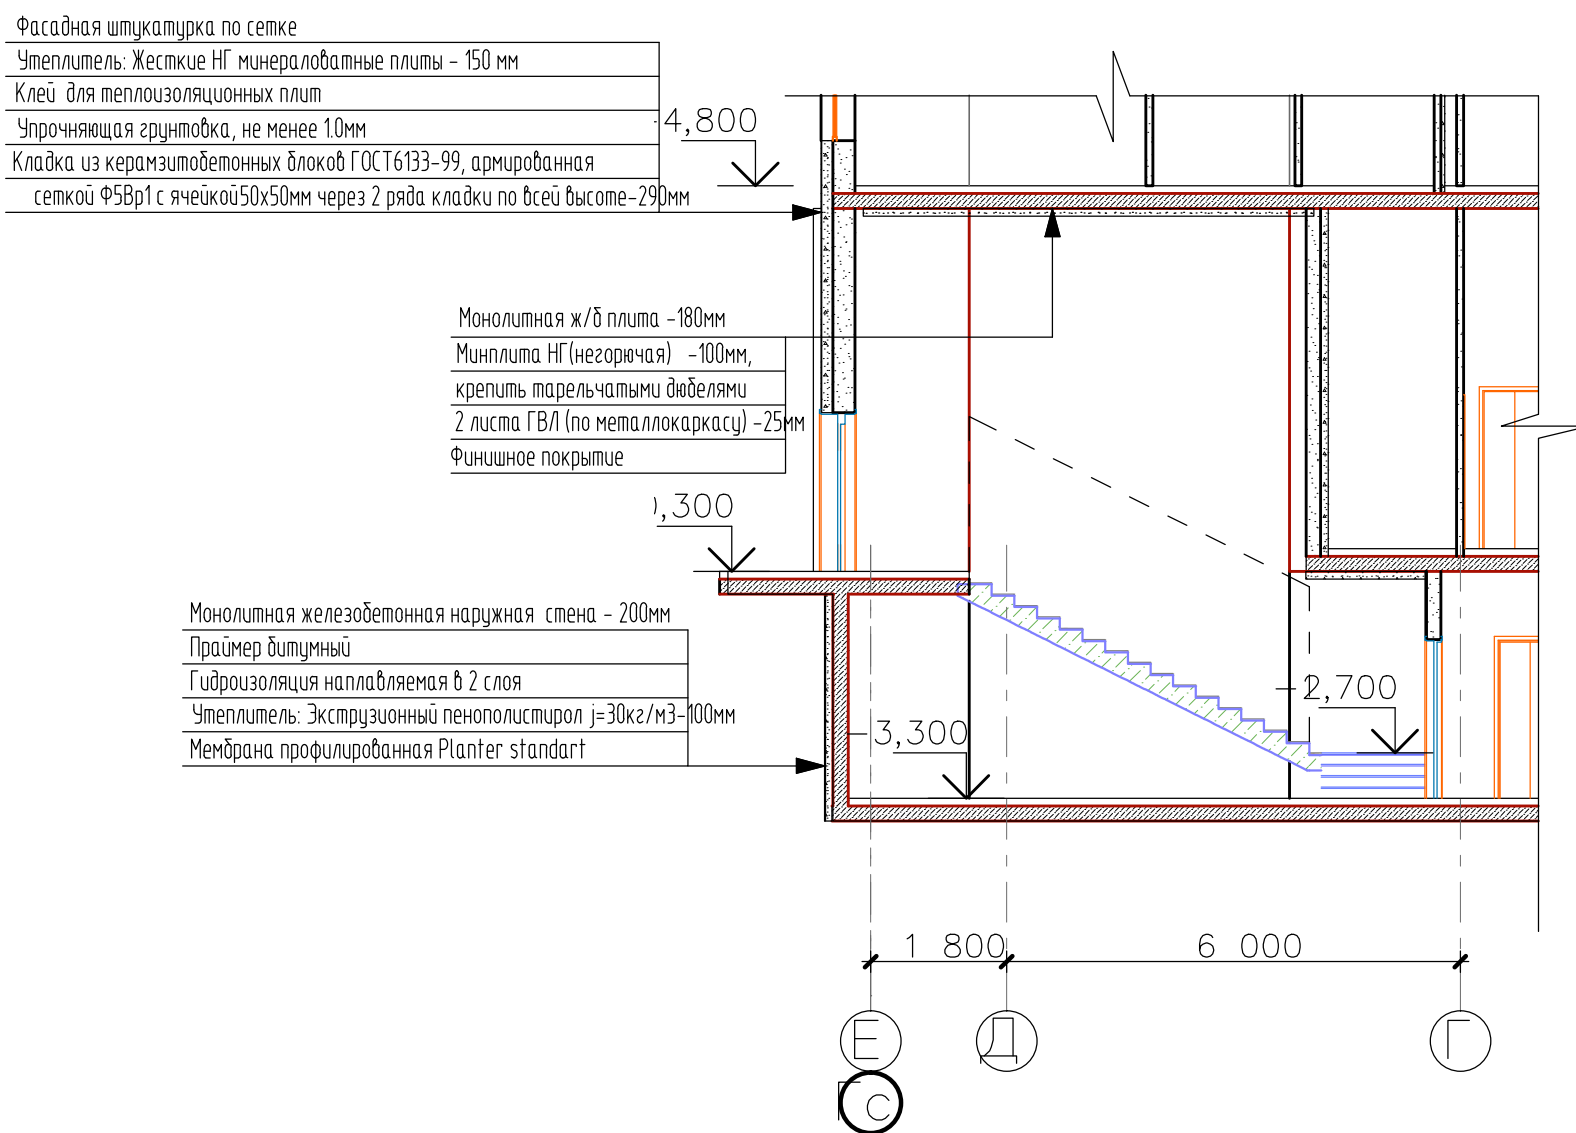 Фасадная штукатурка по сетке
Утеплитель: Жесткие НГ минераловатные плиты - 150 мм
Клей для теплоизоляционных плит
Упрочняющая грунтовка, не менее 1.0мм
Кладка из керамзитобетонных блоков ГОСТ6133-99, армированная
сеткой Ф5Вр1 с ячейкой50х50мм через 2 ряда кладки по всей высоте-290мм
4,800
Монолитная ж/б плита -180мм
Минплита НГ(негорючая) -100мм,
крепить тарельчатыми дюбелями
2 листа ГВЛ (по металлокаркасу) -25мм
Финишное покрытие
,300
Монолитная железобетонная наружная стена - 200мм
Праймер битумный
Гидроизоляция наплавляемая в 2 слоя
Утеплитель: Экструзионный пенополистирол j=30кг/м3-100мм
Мембрана профилированная Planter standart
-2,700
-3,300
1 800
6 000
Е
Д
Г
Гс